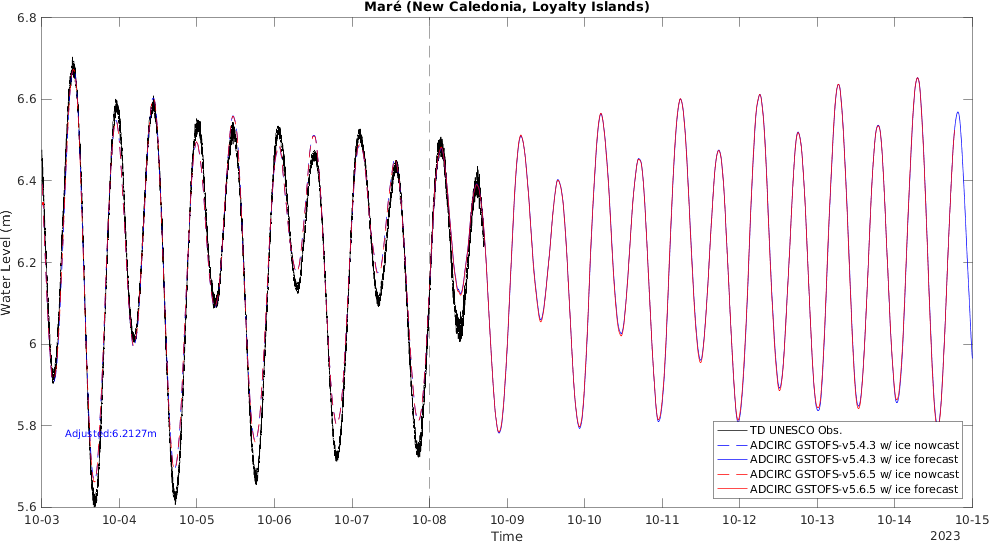 Maré (New Caledonia, Loyalty Islands)
6.8
6.6
6.4
6.2
6
5.8
5.6
Water Level (m)
Adjusted:6.2127m
TD UNESCO Obs.
ADCIRC GSTOFS-v5.4.3 w/ ice nowcast
ADCIRC GSTOFS-v5.4.3 w/ ice forecast
ADCIRC GSTOFS-v5.6.5 w/ ice nowcast
ADCIRC GSTOFS-v5.6.5 w/ ice forecast
10-03 10-04 10-05 10-06 10-07 10-08 10-09 10-10 10-11 10-12 10-13 10-14 10-15
Time
2023